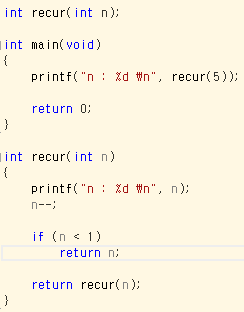 int recur(int n);
int main(void)
{
printf("n : %d ₩n", recur(5));
return 0;
}
int recur(int n)
{
printf("n : %d ₩n", n);
n--;
if (n < 1)
return n;
return recur(n);
}